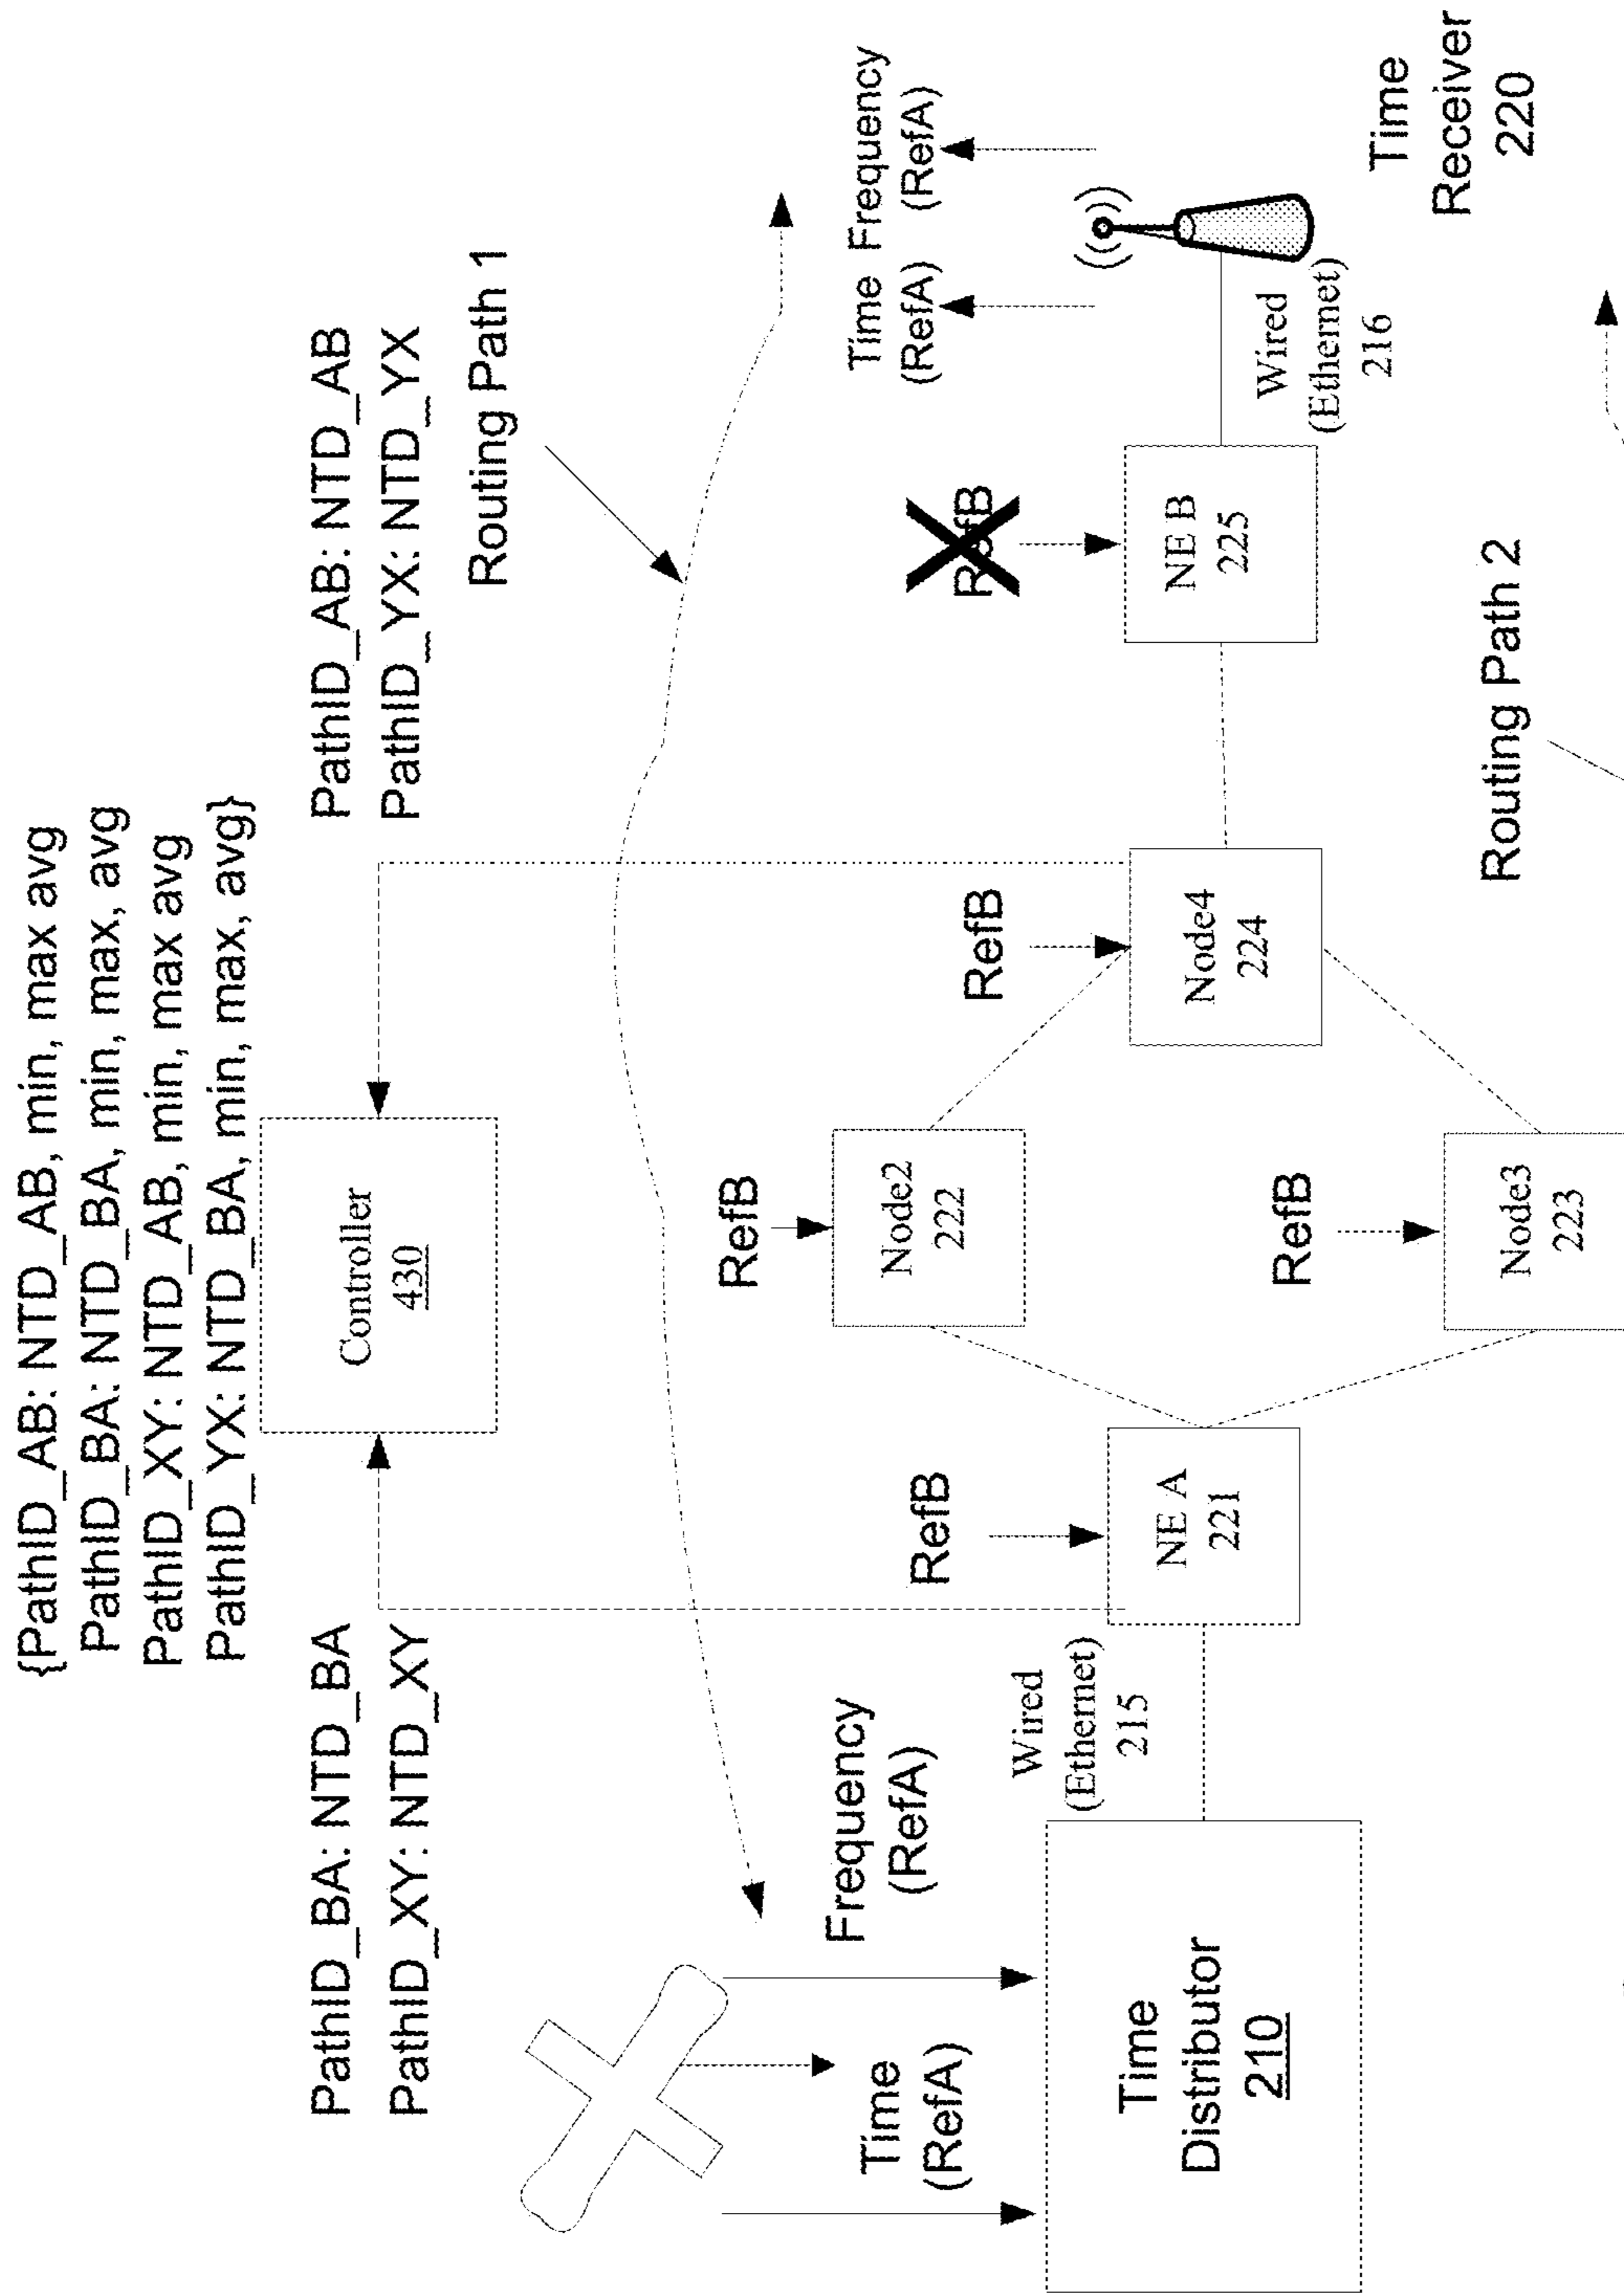 {PathID_AB: NTD_AB, min, max avg
PathID_BA: NTD_BA, min, max, avg
PathID_XY: NTD_AB, min, max avg
PathID_YX: NTD_BA, min, max, avg}
PathID_BA: NTD_BA
PathID_XY: NTD_XY
Controller
430
PathID_AB: NTD_AB
PathID_YX: NTD_YX
Routing Path 1
Time
(RefA)
Frequency
(RefA)
Time
Distributor
210
Wired
(Ethernet)
215
RefB
NE A
221
RefB
Node2
222
RefB
Node3
223
RefB
Node4
224
RefB
NE B
225
Time Frequency
(RefA) (RefA)
Wired
(Ethernet)
216
Time
Receiver
220
Routing Path 2